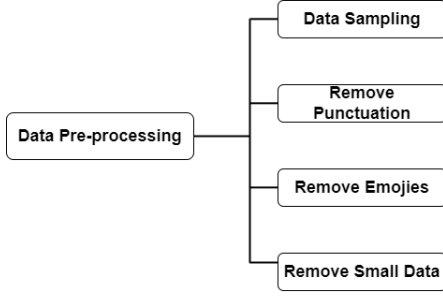 Data Sampling
Remove
Punctuation
Data Pre-processing
Remove Emojies
Remove Small Data